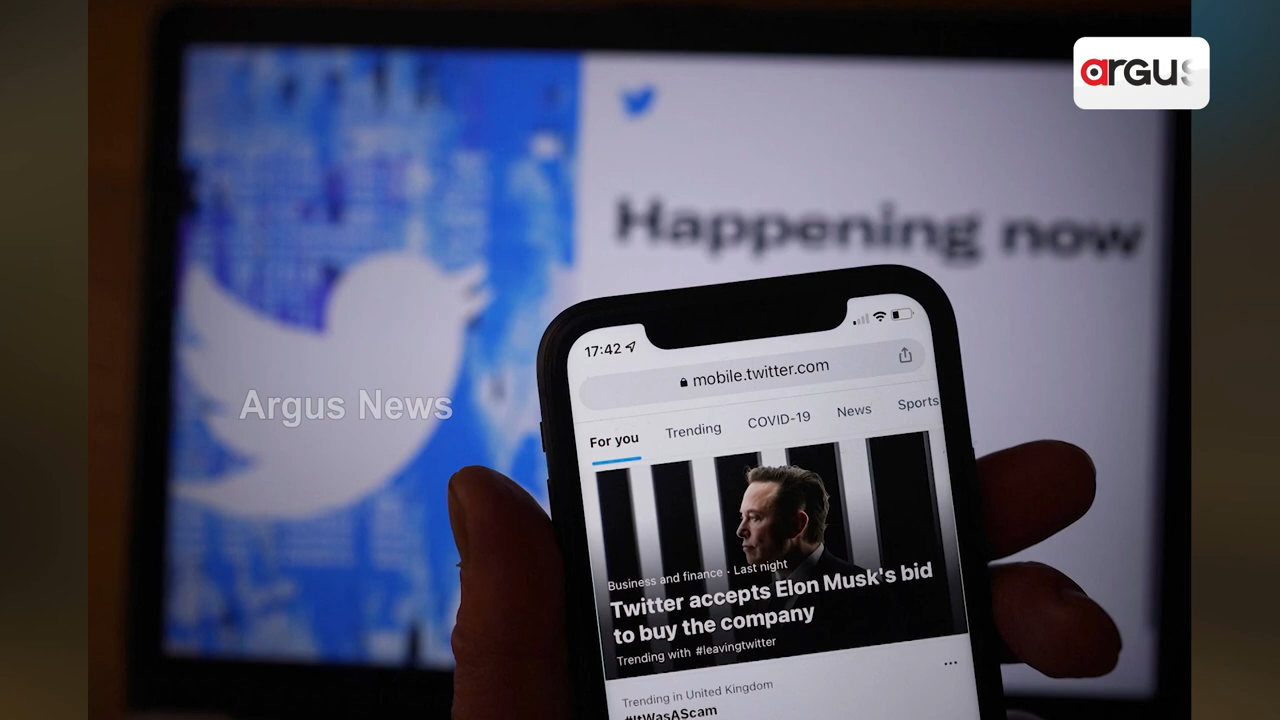 argus
Happening now
Argus News
17:42
mobile.twitter.com
For you Trending COVID-19 News Sports
Business and finance · Last night
Twitter accepts Elon Musk's bid
to buy the company
Trending with #leavingtwitter
Trending in United Kingdom
#ItWasAScam